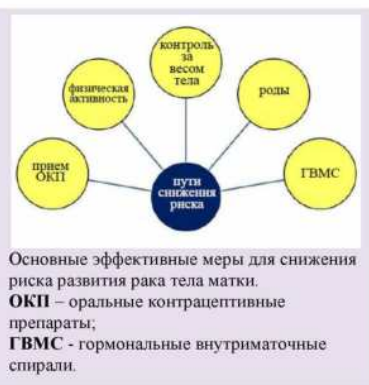 контроль
за
весом
тела
физическая
активность
роды
прием
ОКП
ГВМС
пути
снижения
риска
Основные эффективные меры для снижения
риска развития рака тела матки.
ОКП – оральные контрацептивные
препараты;
ГВМС - гормональные внутриматочные
спирали.